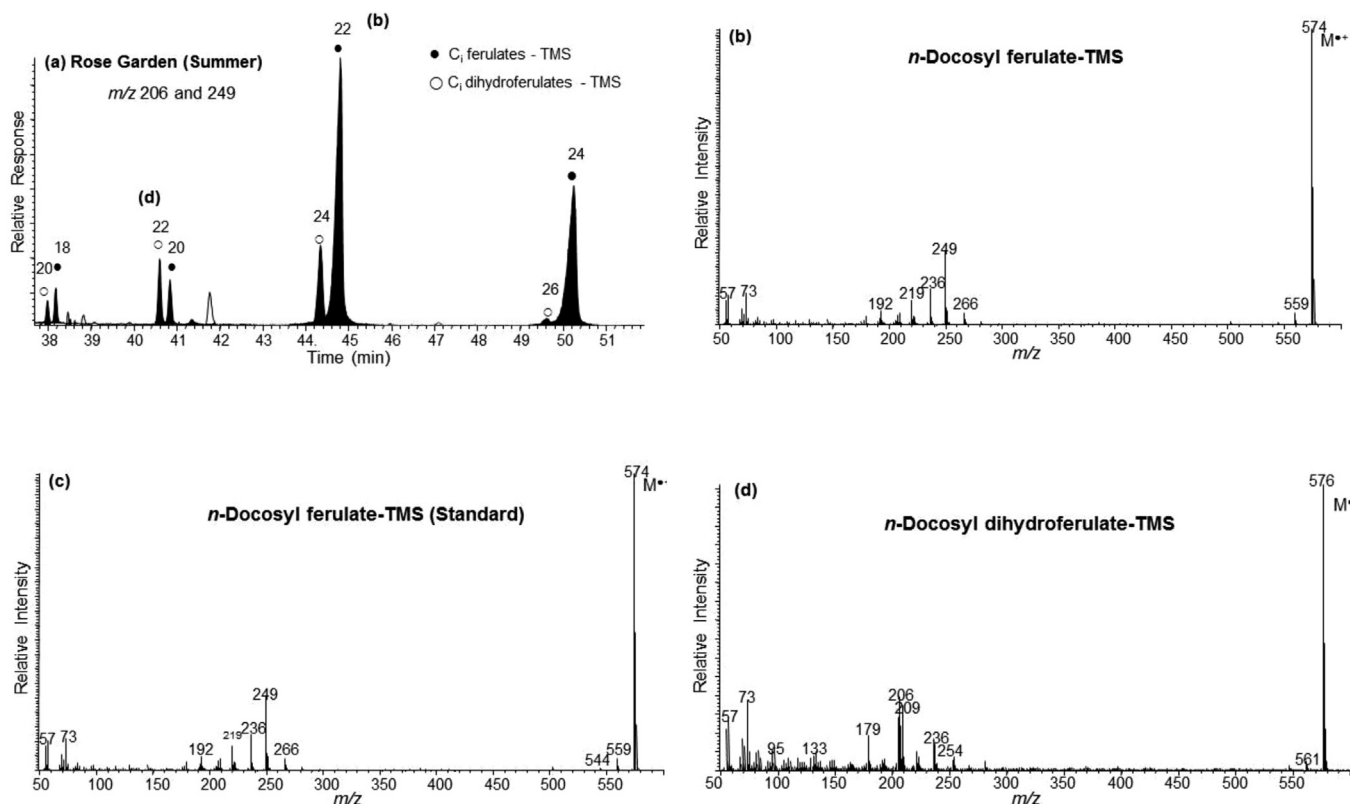 22
(b)
(a) Rose Garden (Summer)
m/z 206 and 249
● Ci ferulates - TMS
○ Ci dihydroferulates - TMS
24
(d)
24
22
18
20
20
26
Relative Response
38 39 40 41 42 43 44 45 46 47 48 49 50 51
Time (min)
(b)
n-Docosyl ferulate-TMS
574
M●+
249
236
219
57 73
192
266
559
Relative Intensity
50 100 150 200 250 300 350 400 450 500 550
m/z
(c)
n-Docosyl ferulate-TMS (Standard)
574
M●·
249
236
219
57 73
192
266
544
559
Relative Intensity
50 100 150 200 250 300 350 400 450 500 550
m/z
(d)
n-Docosyl dihydroferulate-TMS
576
M●
206
209
73
57
179
236
254
95
133
561
Relative Intensity
50 100 150 200 250 300 350 400 450 500 550
m/z